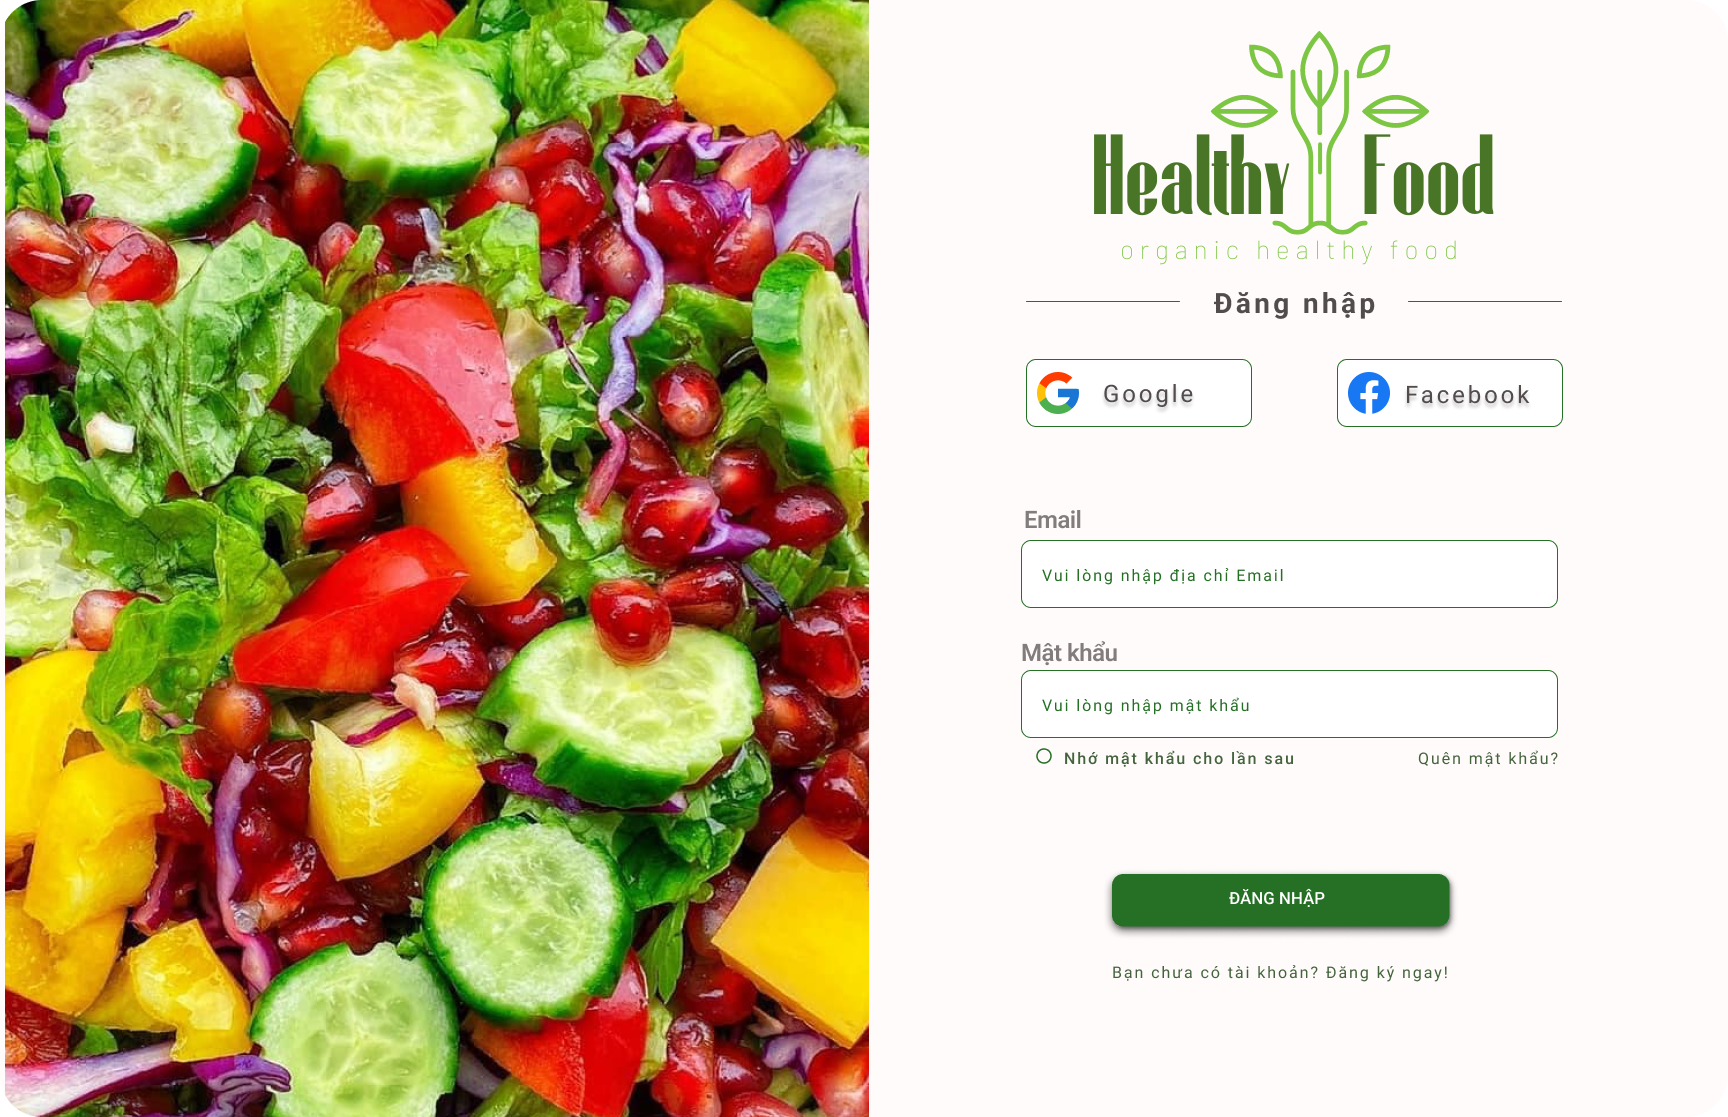 Healthy Food
organic healthy food
Đăng nhập
Google
Facebook
Email
Vui lòng nhập địa chỉ Email
Mật khẩu
Vui lòng nhập mật khẩu
Nhớ mật khẩu cho lần sau
Quên mật khẩu?
ĐĂNG NHẬP
Bạn chưa có tài khoản? Đăng ký ngay!